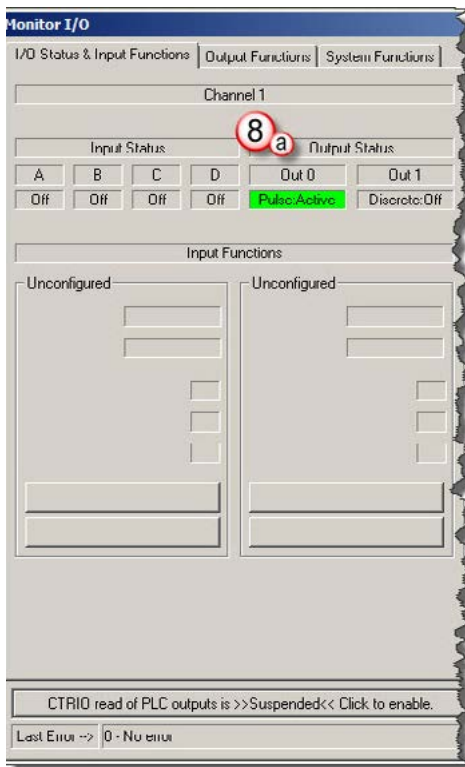 Monitor I/O
I/O Status & Input Functions Output Functions System Functions
Channel 1
8 a
Input Status Output Status
A B C D Out 0 Out 1
Off Off Off Off Pulse:Active Discrete:Off
Input Functions
Unconfigured Unconfigured
CTRIO read of PLC outputs is >>Suspended<< Click to enable.
Last Error --> 0 - No error